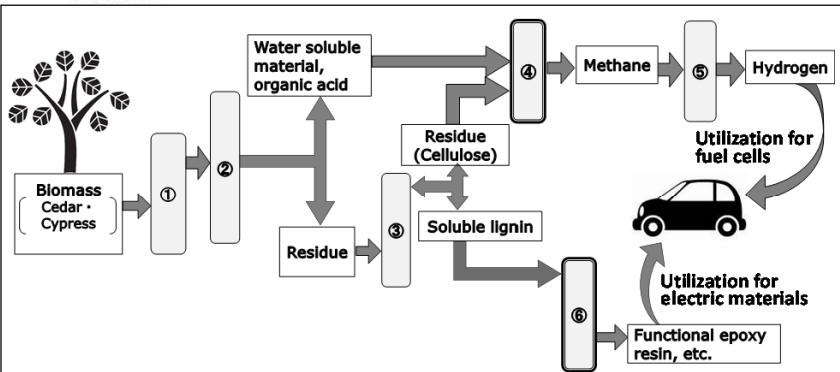 Biomass
Cedar・
Cypress
①
②
Water soluble
material,
organic acid
Residue
③
Residue
(Cellulose)
Soluble lignin
④
Methane
⑤
Hydrogen
Utilization for
fuel cells
⑥
Functional epoxy
resin, etc.
Utilization for
electric materials